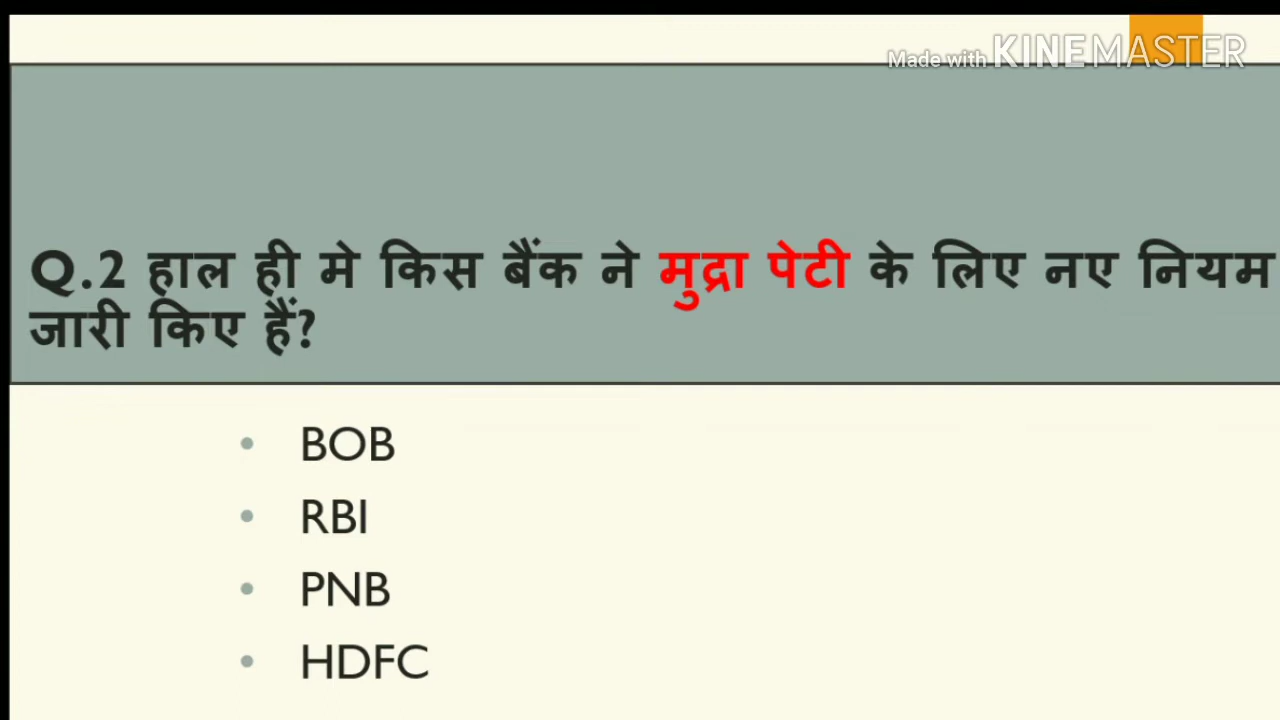 Made with KINEMASTER
Q.2 हाल ही मे किस बैंक ने मुद्रा पेटी के लिए नए नियम
जारी किए हैं?
• BOB
• RBI
• PNB
• HDFC